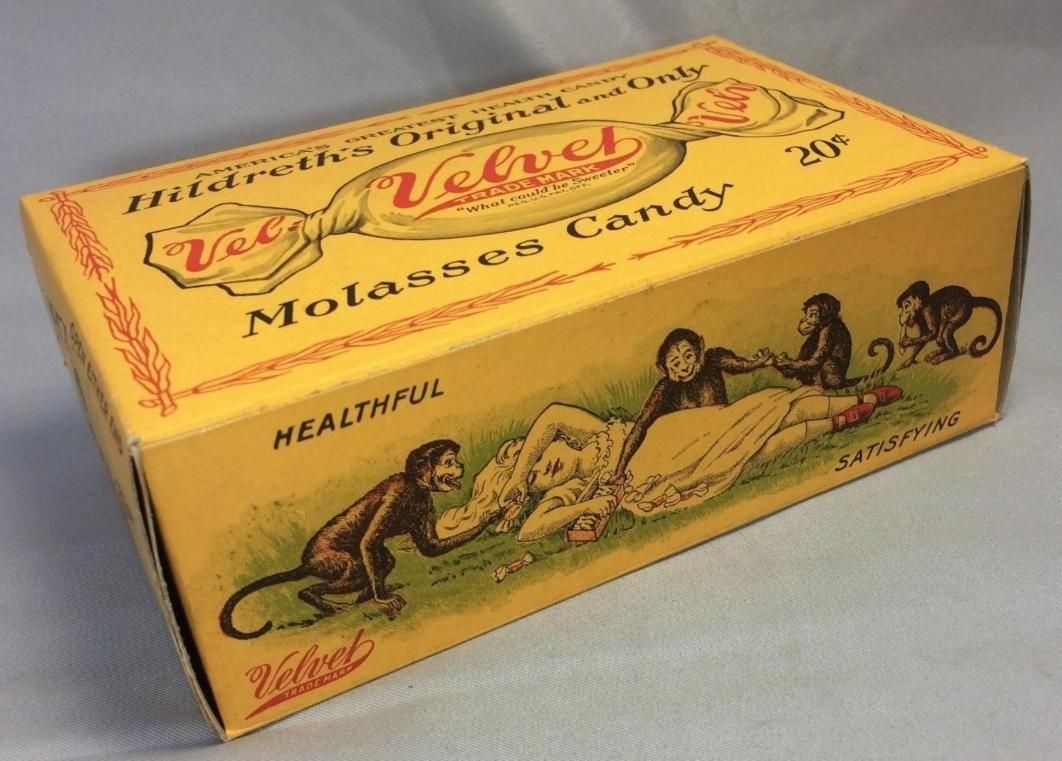 AMERICA'S GREATEST HEALTH CANDY
Hildreth's Original and Only
Vel.
Velvet
TRADE MARK
"What could be Sweeter"
REG. U.S. PAT. OFF.
20¢
Molasses Candy
HEALTHFUL
SATISFYING
Velvet
TRADE MARK